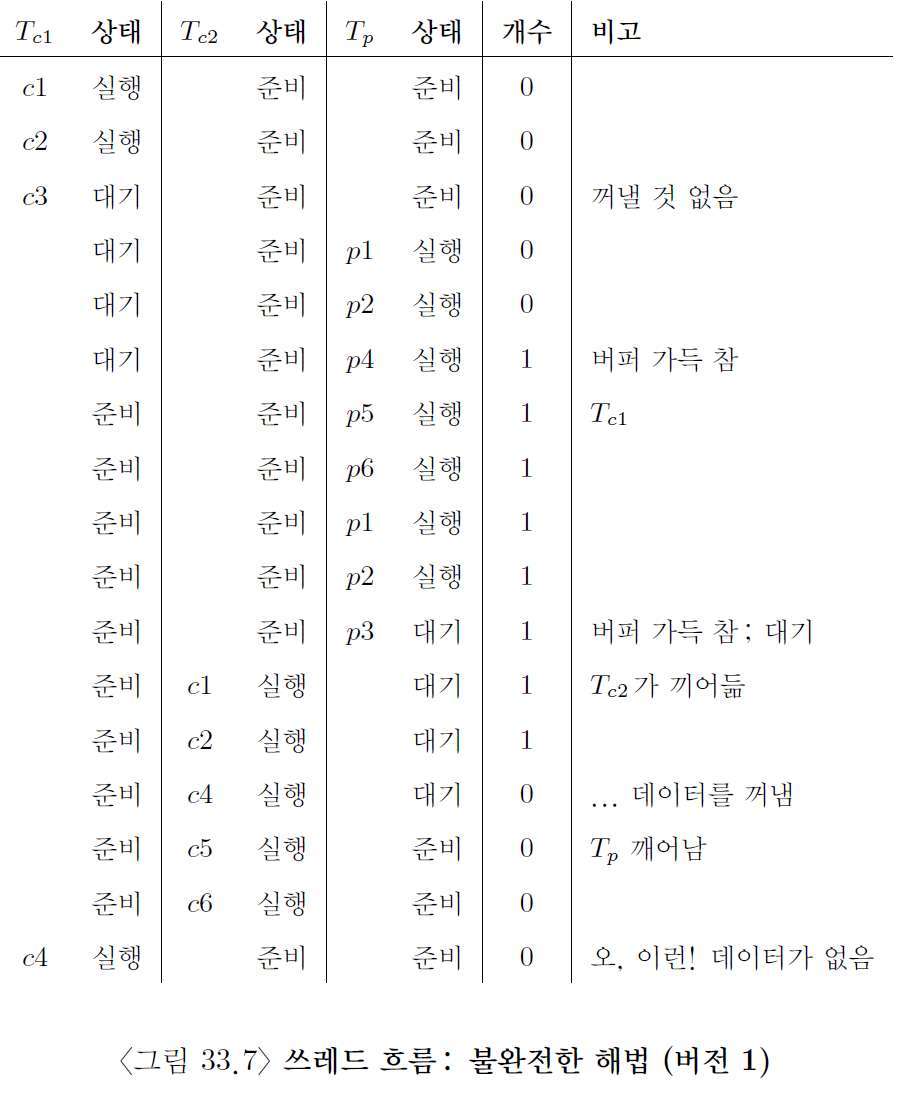 T_c1 상태 T_c2 상태 T_p 상태 개수 비고
c1 실행 준비 준비 0
c2 실행 준비 준비 0
c3 대기 준비 준비 0 꺼낼 것 없음
대기 준비 p1 실행 0
대기 준비 p2 실행 0
대기 준비 p4 실행 1 버퍼 가득 참
준비 준비 p5 실행 1 T_c1
준비 준비 p6 실행 1
준비 준비 p1 실행 1
준비 준비 p2 실행 1
준비 준비 p3 대기 1 버퍼 가득 참; 대기
준비 c1 실행 대기 1 T_c2가 끼어듦
준비 c2 실행 대기 1
준비 c4 실행 대기 0 ... 데이터를 꺼냄
준비 c5 실행 준비 0 T_p 깨어남
준비 c6 실행 준비 0
c4 실행 준비 준비 0 오, 이런! 데이터가 없음
〈그림 33.7〉 쓰레드 흐름: 불완전한 해법 (버전 1)